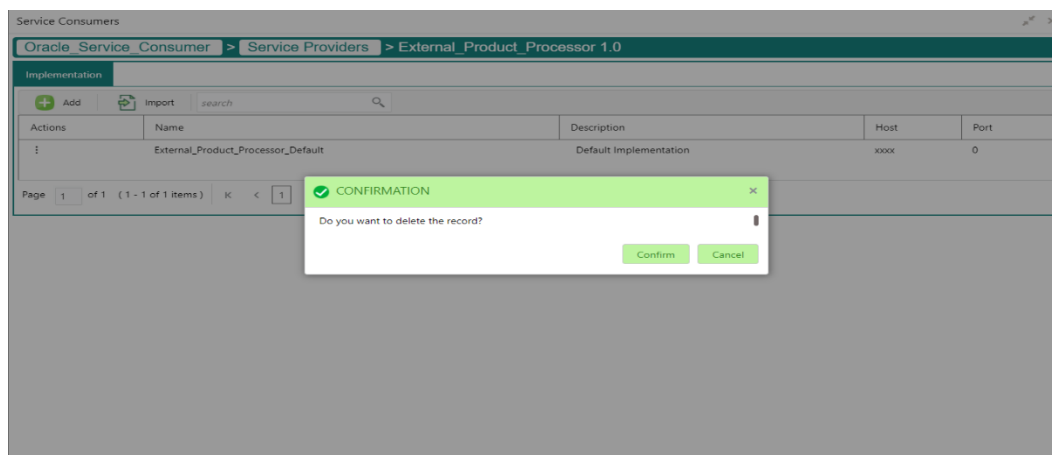 Service Consumers
Oracle_Service_Consumer > Service Providers > External_Product_Processor 1.0
Implementation
Add Import search
Actions Name Description Host Port
External_Product_Processor_Default Default Implementation xxxx 0
Page 1 of 1 (1 - 1 of 1 items) K < 1
CONFIRMATION ×
Do you want to delete the record?
Confirm Cancel